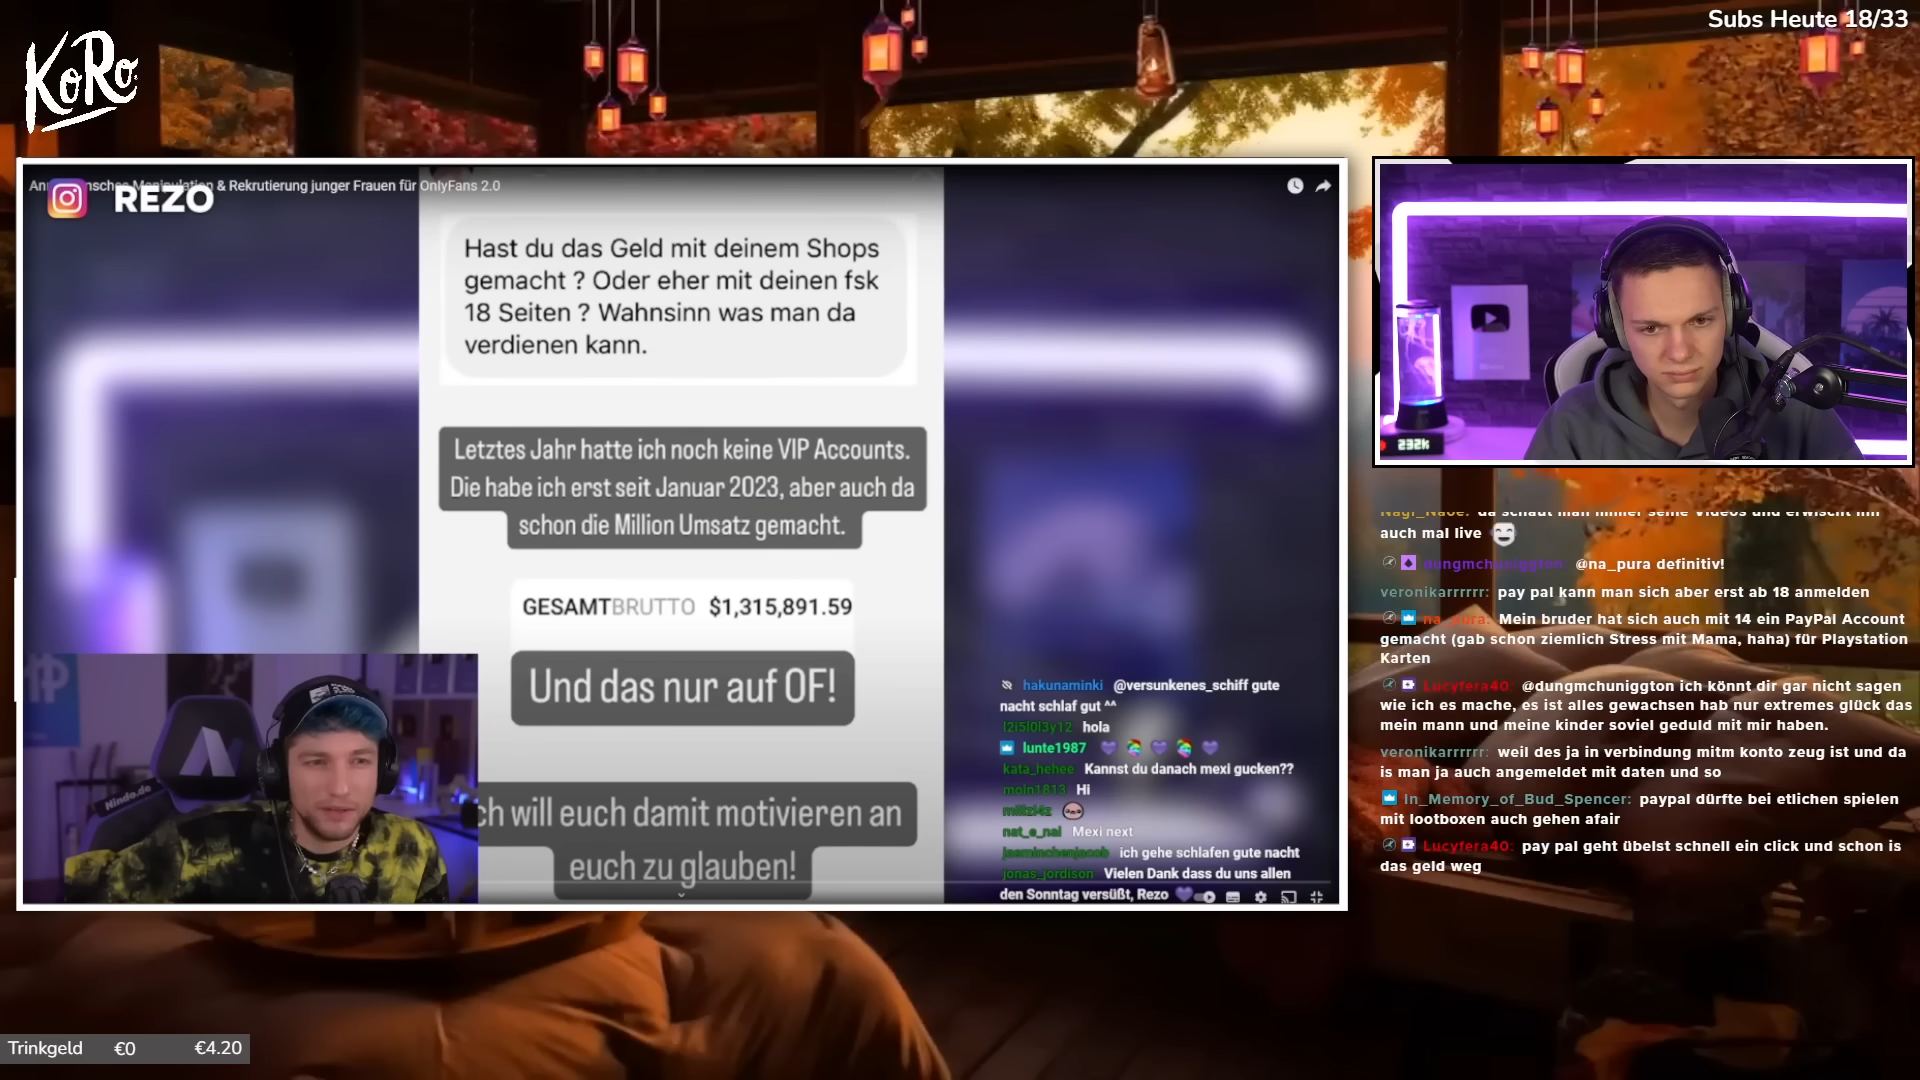 Subs Heute 18/33
KoRo
& Rekrutierung junger Frauen für OnlyFans 2.0
REZO
Hast du das Geld mit deinem Shops
gemacht ? Oder eher mit deinen fsk
18 Seiten ? Wahnsinn was man da
verdienen kann.
Letztes Jahr hatte ich noch keine VIP Accounts.
Die habe ich erst seit Januar 2023, aber auch da
schon die Million Umsatz gemacht.
GESAMTBRUTTO $1,315,891.59
Und das nur auf OF!
ch will euch damit motivieren an
euch zu glauben!
Nindo.de
hakunaminki @versunkenes_schiff gute
nacht schlaf gut ^^
hola
lunte1987
kata_hehee Kannst du danach mexi gucken??
moin1813 Hi
nat_e_nal Mexi next
ich gehe schlafen gute nacht
jonas_jordison Vielen Dank dass du uns allen
den Sonntag versüßt, Rezo
232K
auch mal live
@na_pura definitiv!
veronikarrrrrr: pay pal kann man sich aber erst ab 18 anmelden
na_pura: Mein bruder hat sich auch mit 14 ein PayPal Account
gemacht (gab schon ziemlich Stress mit Mama, haha) für Playstation
Karten
Lucyfera40: @dungmchuniggton ich könnt dir gar nicht sagen
wie ich es mache, es ist alles gewachsen hab nur extremes glück das
mein mann und meine kinder soviel geduld mit mir haben.
veronikarrrrrr: weil des ja in verbindung mitm konto zeug ist und da
is man ja auch angemeldet mit daten und so
In_Memory_of_Bud_Spencer: paypal dürfte bei etlichen spielen
mit lootboxen auch gehen afair
Lucyfera40: pay pal geht übelst schnell ein click und schon is
das geld weg
Trinkgeld €0 €4.20